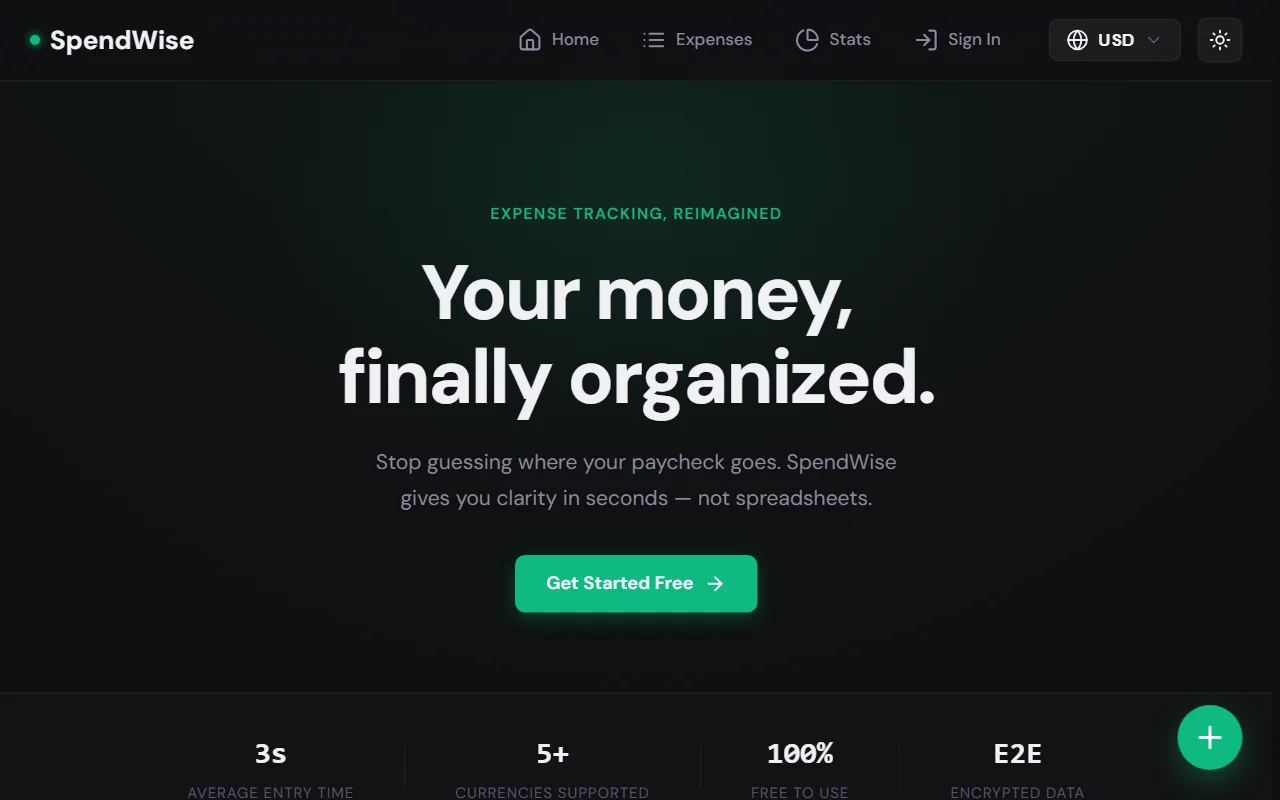 SpendWise
Home
Expenses
Stats
Sign In
USD
EXPENSE TRACKING, REIMAGINED
Your money,
finally organized.
Stop guessing where your paycheck goes. SpendWise
gives you clarity in seconds — not spreadsheets.
Get Started Free
3s
AVERAGE ENTRY TIME
5+
CURRENCIES SUPPORTED
100%
FREE TO USE
E2E
ENCRYPTED DATA